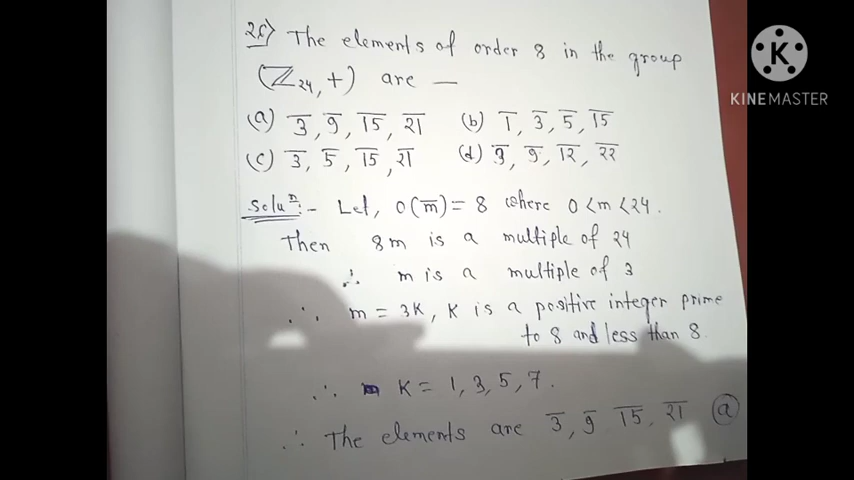 25) The elements of order 8 in the group
(ℤ₂₄, +) are —
(a) 3̅, 9̅, 1̅5̅, 2̅1̅ (b) 1̅, 3̅, 5̅, 1̅5̅
(c) 3̅, 5̅, 1̅5̅, 2̅1̅ (d) 3̅, 9̅, 1̅2̅, 2̅2̅
Soluⁿ:- Let, O(m̅) = 8 where 0 < m < 24.
Then 8m is a multiple of 24
∴ m is a multiple of 3
∴ m = 3K, K is a positive integer prime
to 8 and less than 8.
∴ K = 1, 3, 5, 7.
∴ The elements are 3̅, 9̅ 1̅5̅, 2̅1̅ (a)
K
KINEMASTER